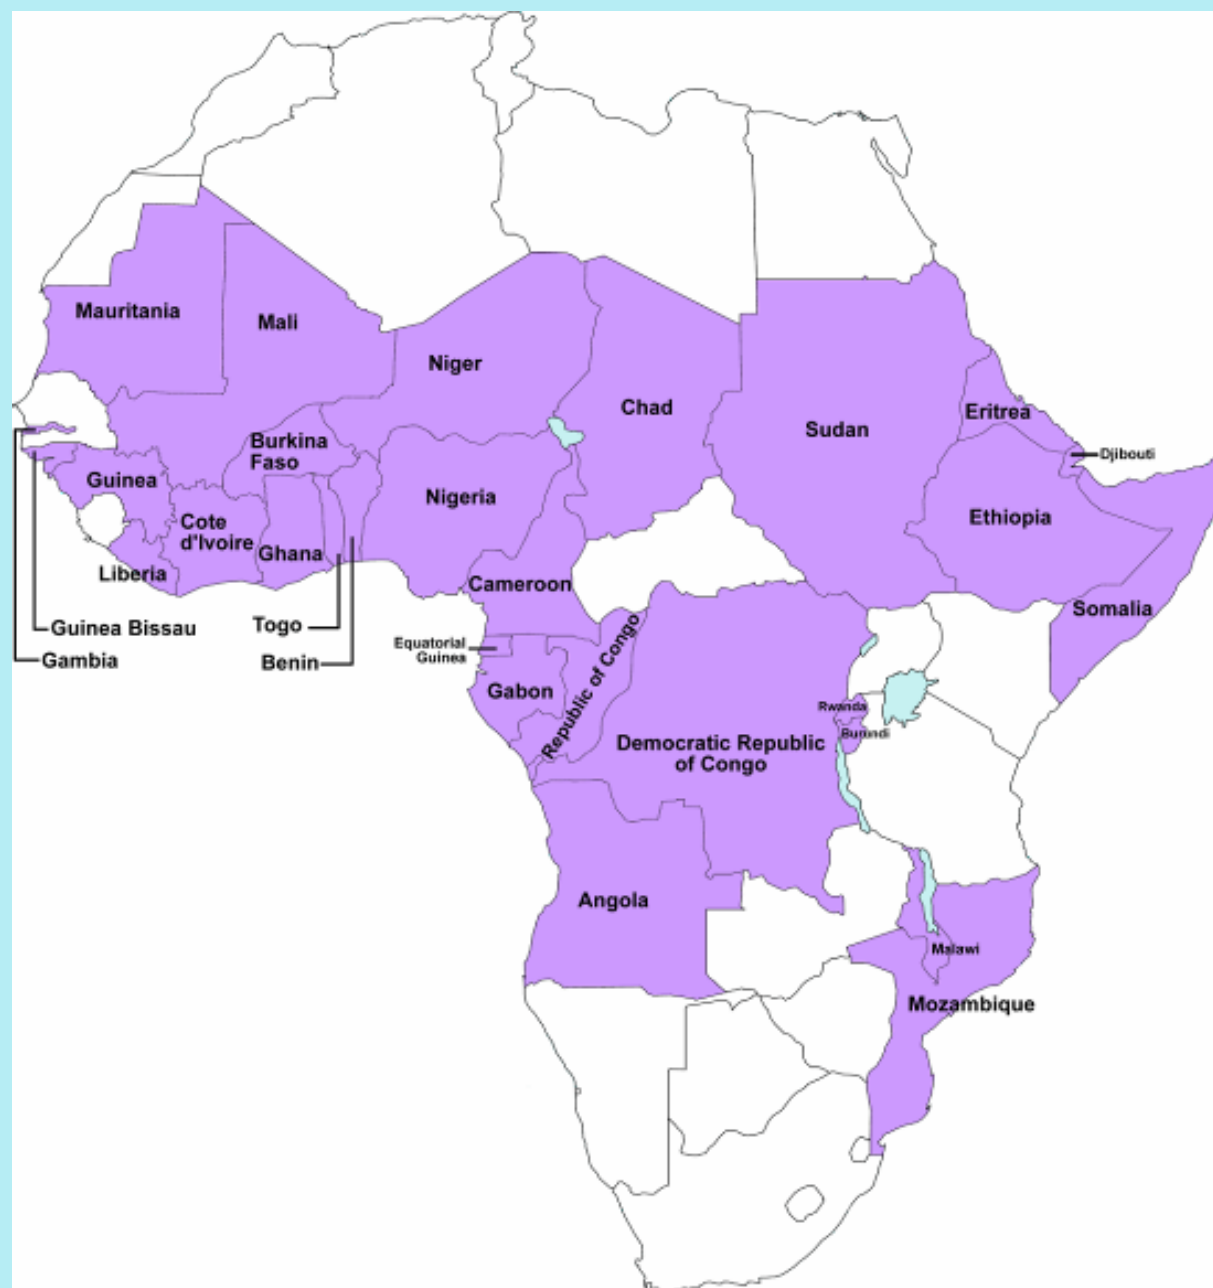 Mauritania
Mali
Niger
Chad
Sudan
Eritrea
Djibouti
Burkina
Faso
Guinea
Nigeria
Ethiopia
Cote
d'Ivoire
Ghana
Liberia
Cameroon
Somalia
Guinea Bissau
Togo
Gambia
Benin
Equatorial
Guinea
Republic of Congo
Gabon
Rwanda
Burundi
Democratic Republic
of Congo
Angola
Malawi
Mozambique